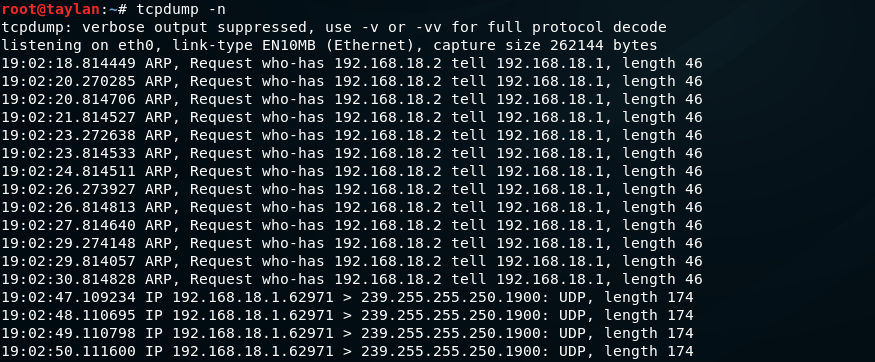 root@taylan:~# tcpdump -n
tcpdump: verbose output suppressed, use -v or -vv for full protocol decode
listening on eth0, link-type EN10MB (Ethernet), capture size 262144 bytes
19:02:18.814449 ARP, Request who-has 192.168.18.2 tell 192.168.18.1, length 46
19:02:20.270285 ARP, Request who-has 192.168.18.2 tell 192.168.18.1, length 46
19:02:20.814706 ARP, Request who-has 192.168.18.2 tell 192.168.18.1, length 46
19:02:21.814527 ARP, Request who-has 192.168.18.2 tell 192.168.18.1, length 46
19:02:23.272638 ARP, Request who-has 192.168.18.2 tell 192.168.18.1, length 46
19:02:23.814533 ARP, Request who-has 192.168.18.2 tell 192.168.18.1, length 46
19:02:24.814511 ARP, Request who-has 192.168.18.2 tell 192.168.18.1, length 46
19:02:26.273927 ARP, Request who-has 192.168.18.2 tell 192.168.18.1, length 46
19:02:26.814813 ARP, Request who-has 192.168.18.2 tell 192.168.18.1, length 46
19:02:27.814640 ARP, Request who-has 192.168.18.2 tell 192.168.18.1, length 46
19:02:29.274148 ARP, Request who-has 192.168.18.2 tell 192.168.18.1, length 46
19:02:29.814057 ARP, Request who-has 192.168.18.2 tell 192.168.18.1, length 46
19:02:30.814828 ARP, Request who-has 192.168.18.2 tell 192.168.18.1, length 46
19:02:47.109234 IP 192.168.18.1.62971 > 239.255.255.250.1900: UDP, length 174
19:02:48.110695 IP 192.168.18.1.62971 > 239.255.255.250.1900: UDP, length 174
19:02:49.110798 IP 192.168.18.1.62971 > 239.255.255.250.1900: UDP, length 174
19:02:50.111600 IP 192.168.18.1.62971 > 239.255.255.250.1900: UDP, length 174